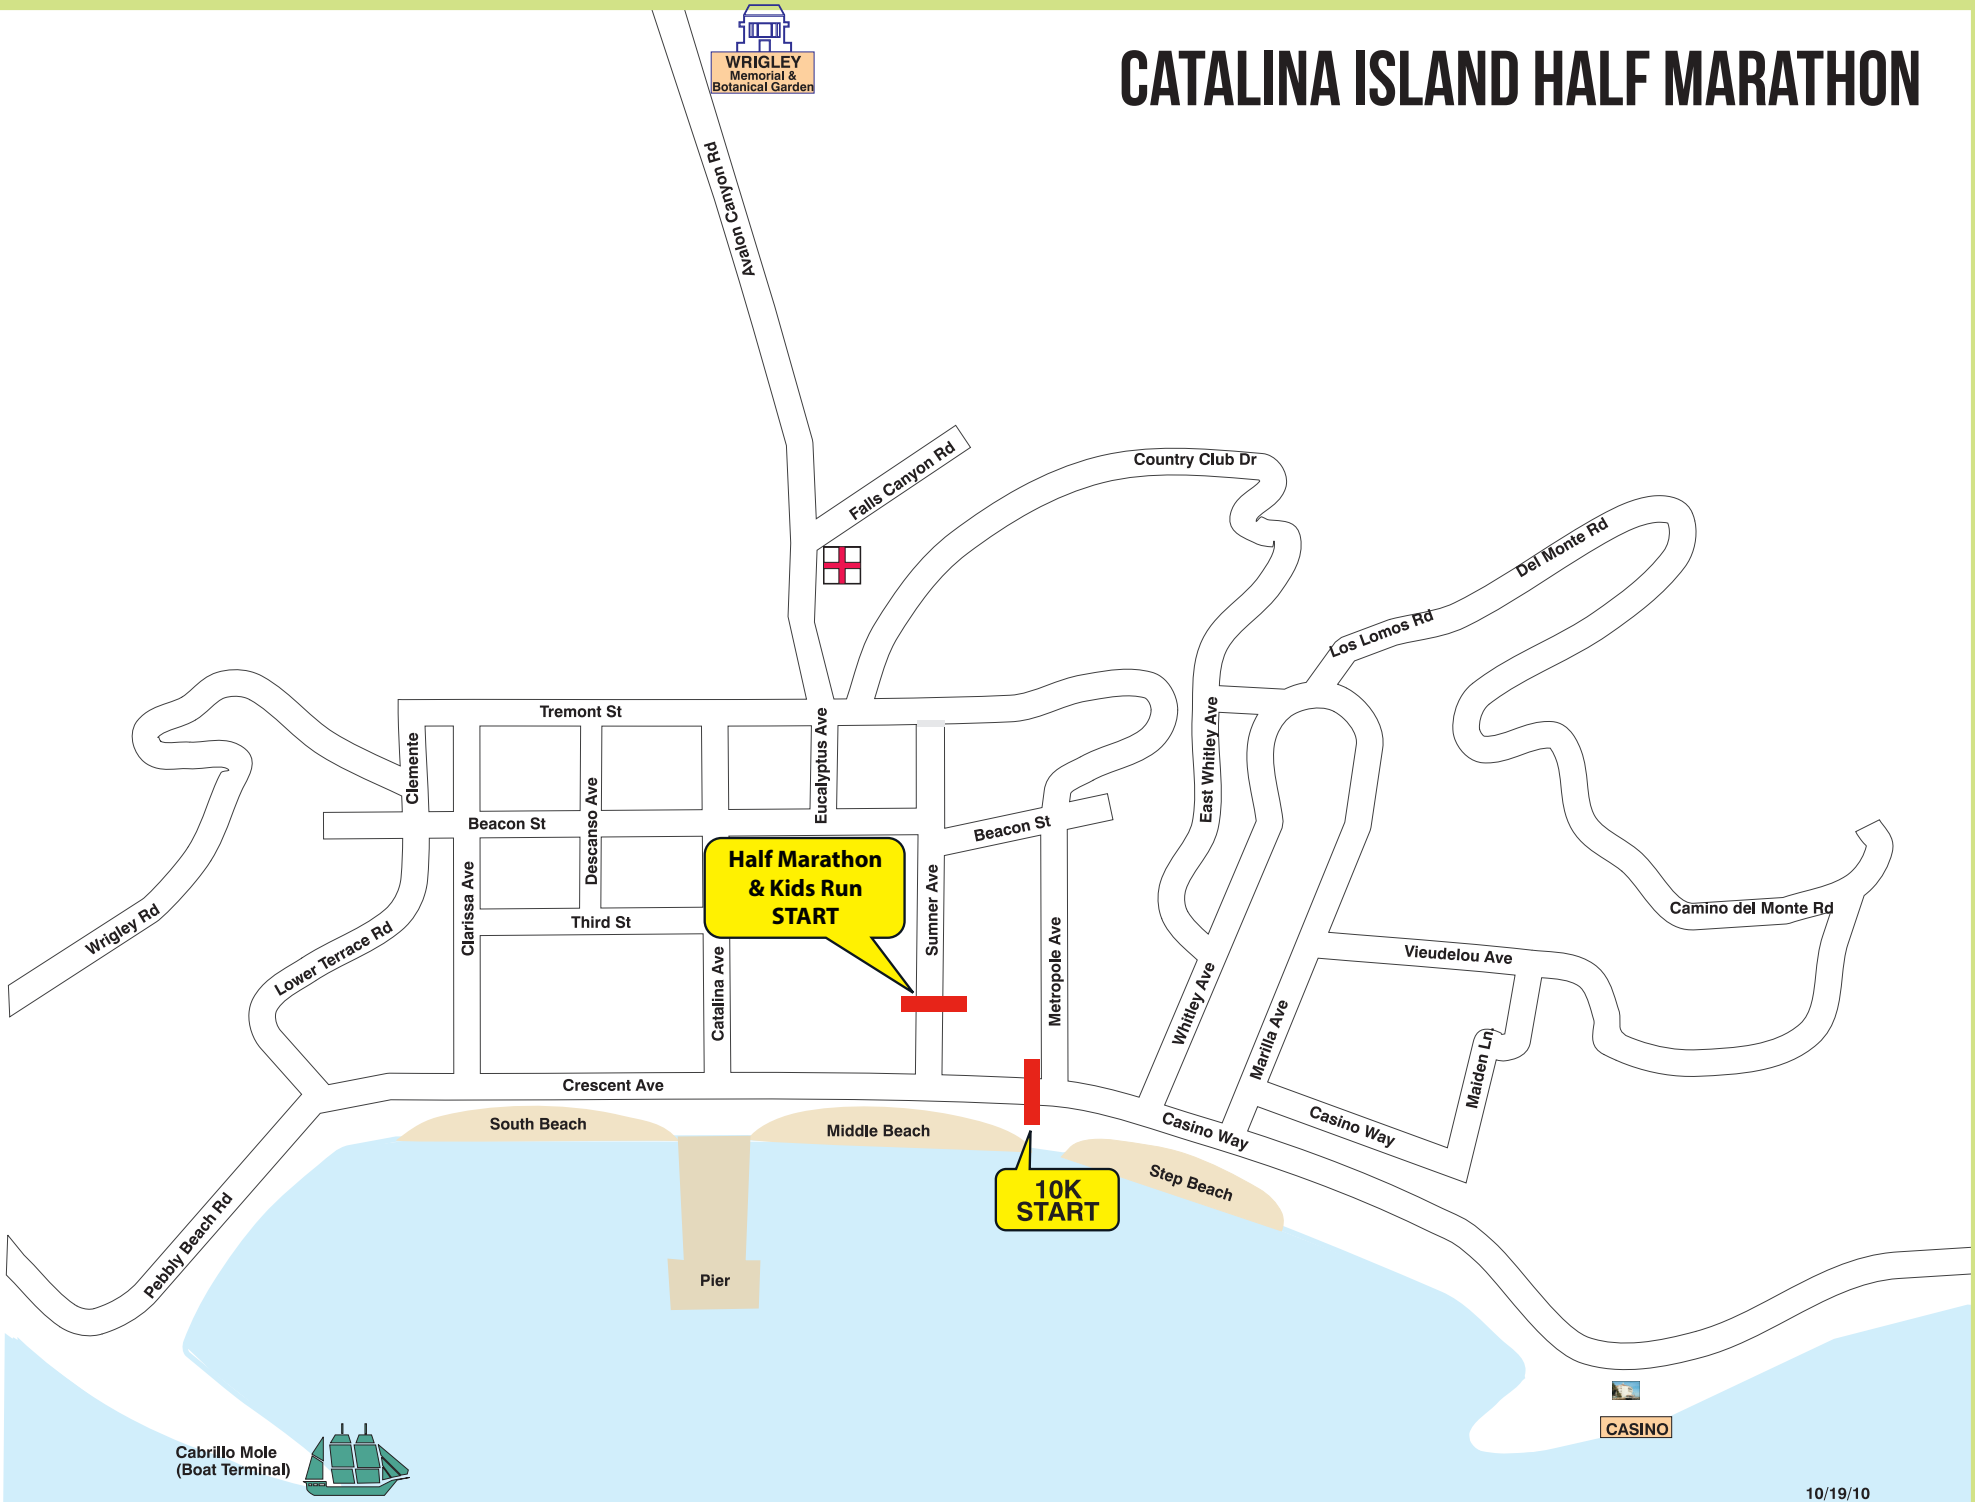 WRIGLEY
Memorial &
Botanical Garden
CATALINA ISLAND HALF MARATHON
Avalon Canyon Rd
Falls Canyon Rd
Country Club Dr
Del Monte Rd
Los Lomos Rd
Tremont St
Clemente
Eucalyptus Ave
East Whitley Ave
Descanso Ave
Beacon St
Beacon St
Half Marathon
& Kids Run
START
Clarissa Ave
Sumner Ave
Third St
Wrigley Rd
Lower Terrace Rd
Catalina Ave
Metropole Ave
Whitley Ave
Camino del Monte Rd
Vieudelou Ave
Marilla Ave
Maiden Ln.
Crescent Ave
Casino Way
Casino Way
South Beach
Middle Beach
Step Beach
10K
START
Pebbly Beach Rd
Pier
CASINO
Cabrillo Mole
(Boat Terminal)
10/19/10